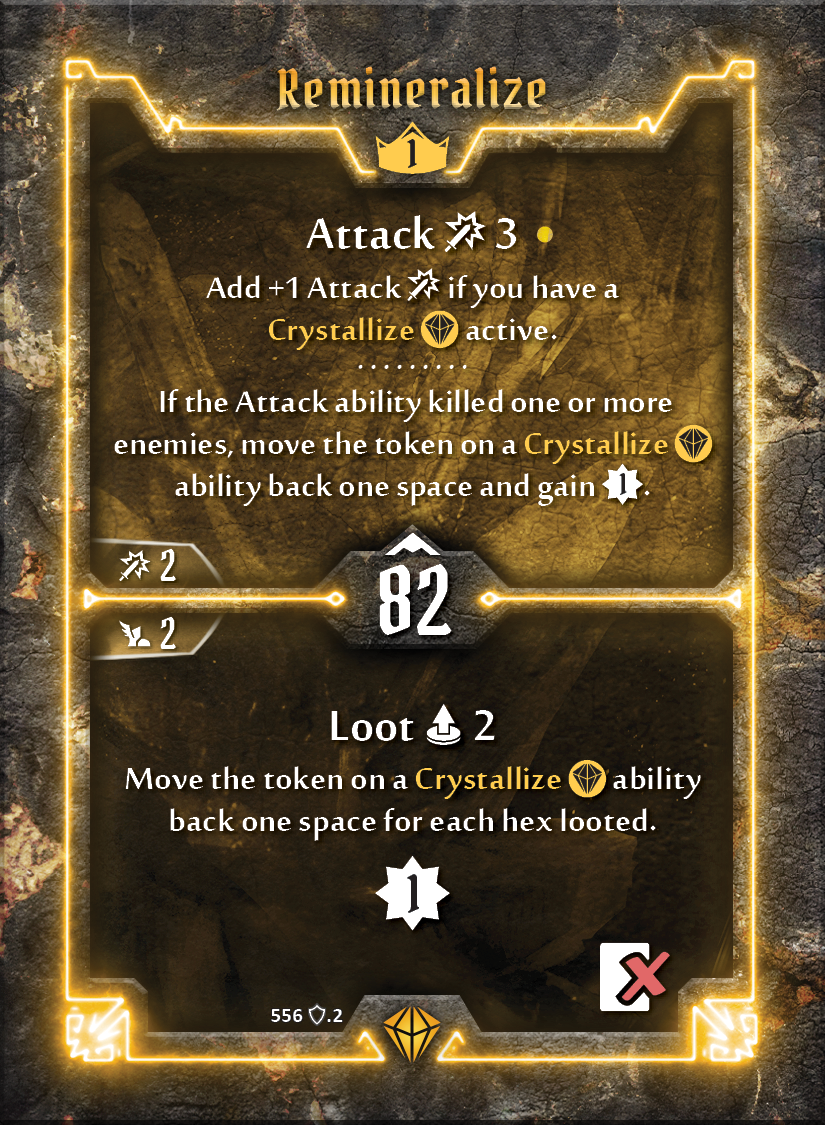 Remineralize
1
Attack 3
Add +1 Attack if you have a
Crystallize active.
.........
If the Attack ability killed one or more
enemies, move the token on a Crystallize
ability back one space and gain 1.
2
82
2
Loot 2
Move the token on a Crystallize ability
back one space for each hex looted.
1
556 .2